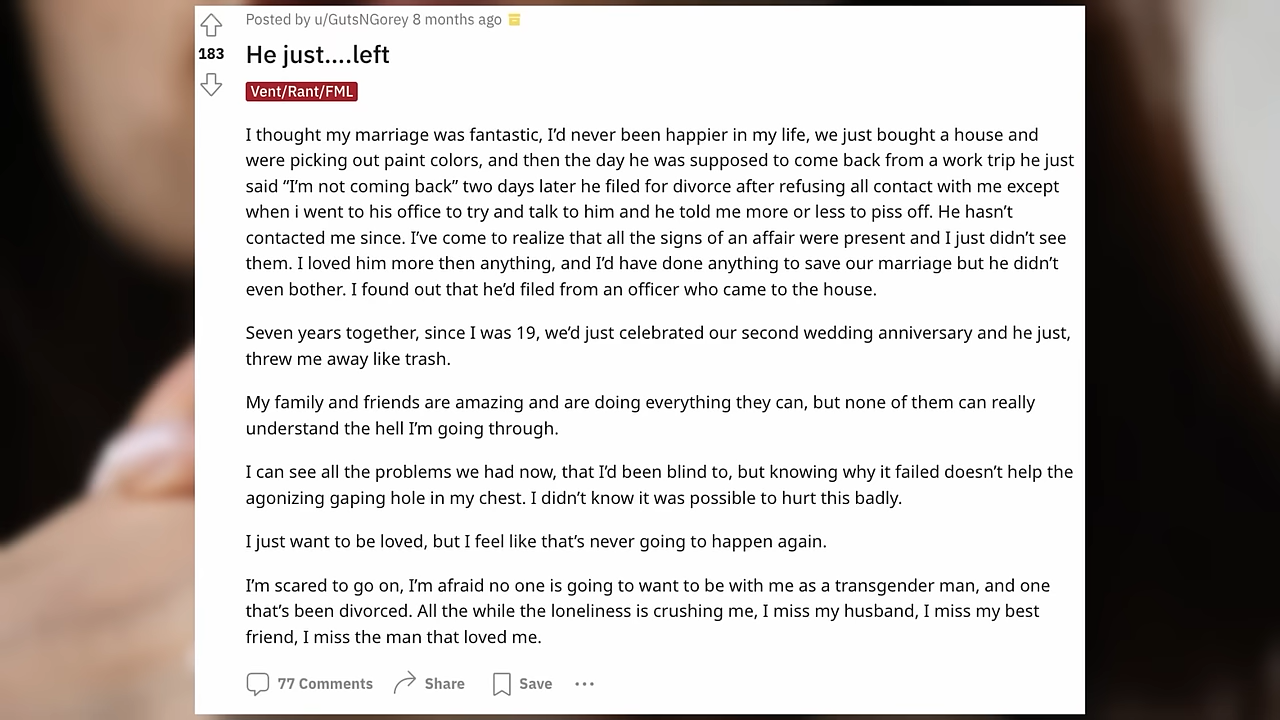 Posted by u/GutsNGorey 8 months ago
183
He just....left
Vent/Rant/FML
I thought my marriage was fantastic, I’d never been happier in my life, we just bought a house and
were picking out paint colors, and then the day he was supposed to come back from a work trip he just
said “I’m not coming back” two days later he filed for divorce after refusing all contact with me except
when i went to his office to try and talk to him and he told me more or less to piss off. He hasn’t
contacted me since. I’ve come to realize that all the signs of an affair were present and I just didn’t see
them. I loved him more then anything, and I’d have done anything to save our marriage but he didn’t
even bother. I found out that he’d filed from an officer who came to the house.
Seven years together, since I was 19, we’d just celebrated our second wedding anniversary and he just,
threw me away like trash.
My family and friends are amazing and are doing everything they can, but none of them can really
understand the hell I’m going through.
I can see all the problems we had now, that I’d been blind to, but knowing why it failed doesn’t help the
agonizing gaping hole in my chest. I didn’t know it was possible to hurt this badly.
I just want to be loved, but I feel like that’s never going to happen again.
I’m scared to go on, I’m afraid no one is going to want to be with me as a transgender man, and one
that’s been divorced. All the while the loneliness is crushing me, I miss my husband, I miss my best
friend, I miss the man that loved me.
77 Comments Share Save